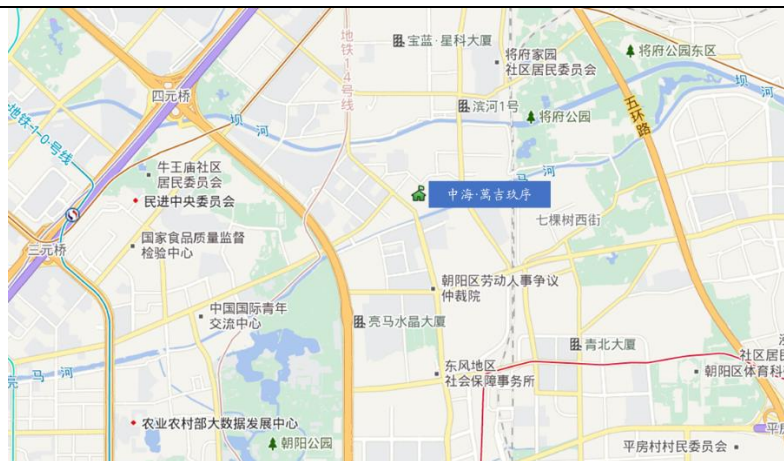 地铁14号线
宝蓝·星科大厦
将府家园
社区居民委员会
将府公园东区
坝河
四元桥
滨河1号
将府公园
五环路
坝河
地铁10号线
牛王庙社区
居民委员会
民进中央委员会
中海·萬吉玖序
马河
七棵树西街
三元桥
国家食品质量监督
检验中心
朝阳区劳动人事争议
仲裁院
中国国际青年
交流中心
亮马水晶大厦
青北大厦
社区居民
朝阳区体育科
亮马河
东风地区
社会保障事务所
农业农村部大数据发展中心
朝阳公园
平房
平房村村民委员会